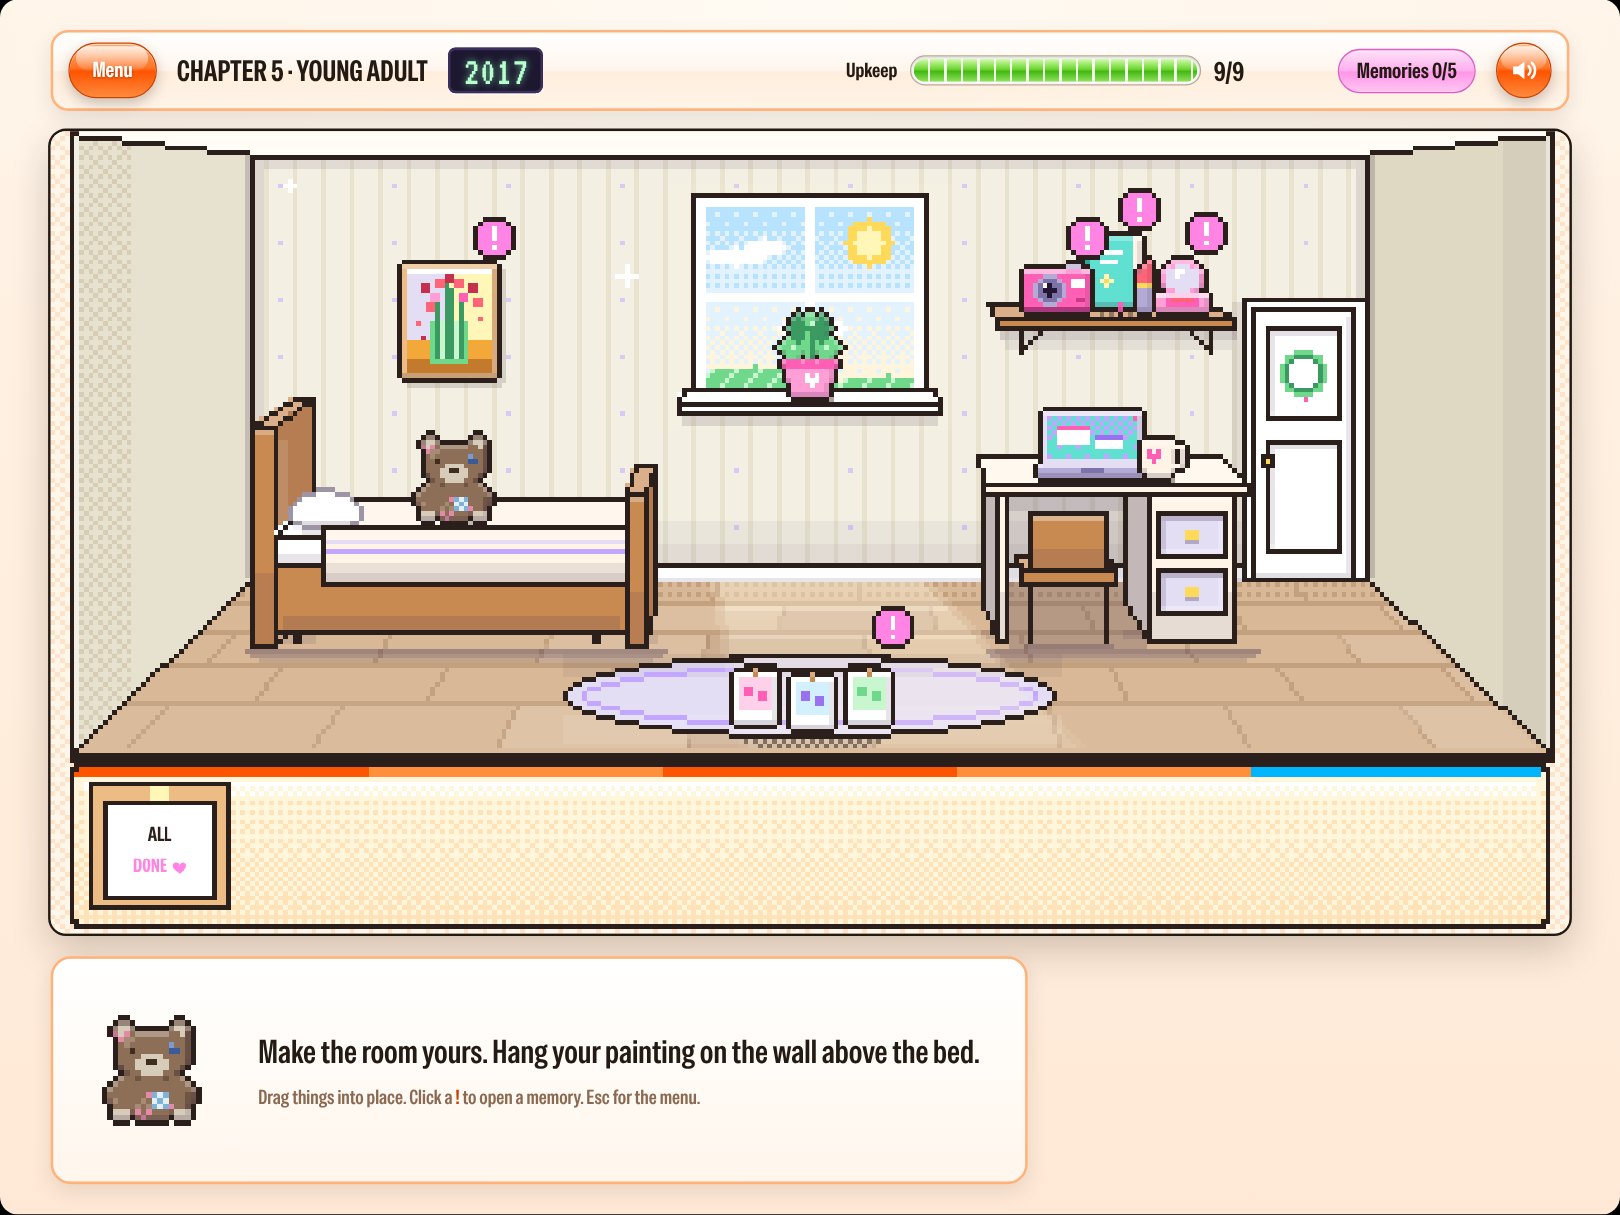 Menu
CHAPTER 5 · YOUNG ADULT
2017
Upkeep
9/9
Memories 0/5
!
!
!
!
!
ALL
DONE ♥
Make the room yours. Hang your painting on the wall above the bed.
Drag things into place. Click a ! to open a memory. Esc for the menu.